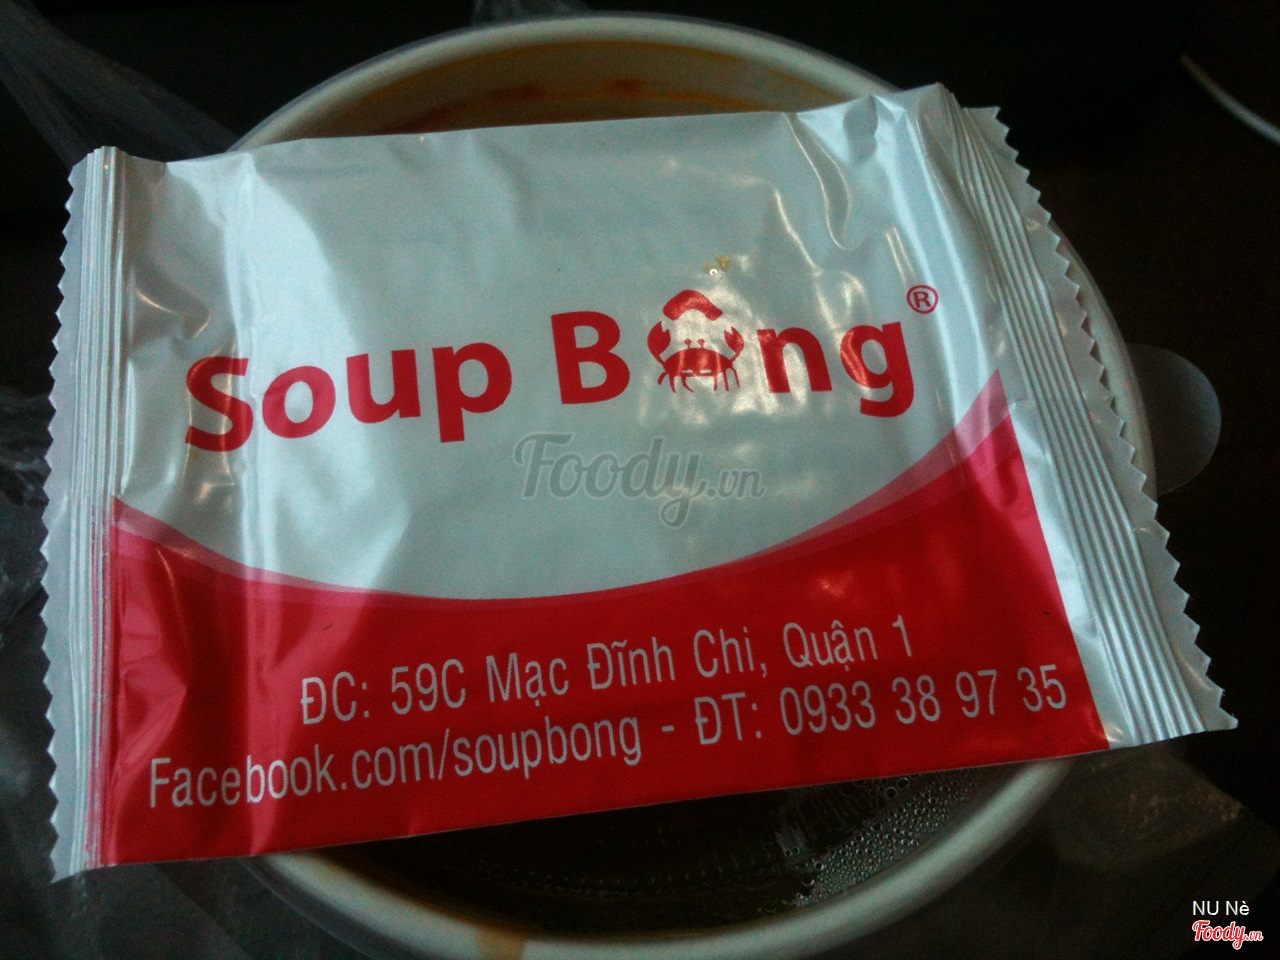 Soup Bông®
Foody.vn
ĐC: 59C Mạc Đĩnh Chi, Quận 1
Facebook.com/soupbong - ĐT: 0933 38 97 35
NU Nè
Foody.vn